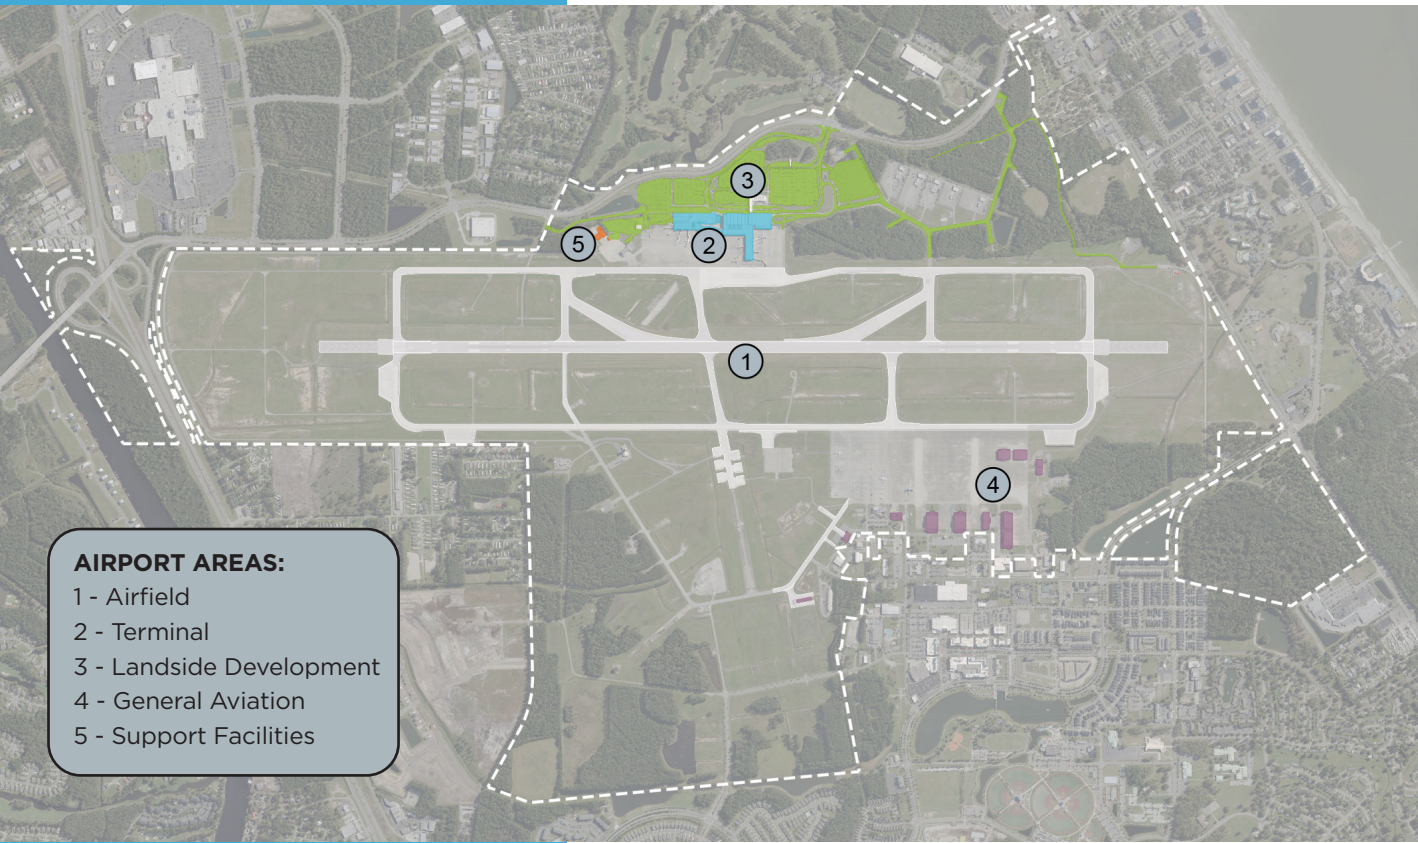 3
5
2
1
4
AIRPORT AREAS:
1 - Airfield
2 - Terminal
3 - Landside Development
4 - General Aviation
5 - Support Facilities